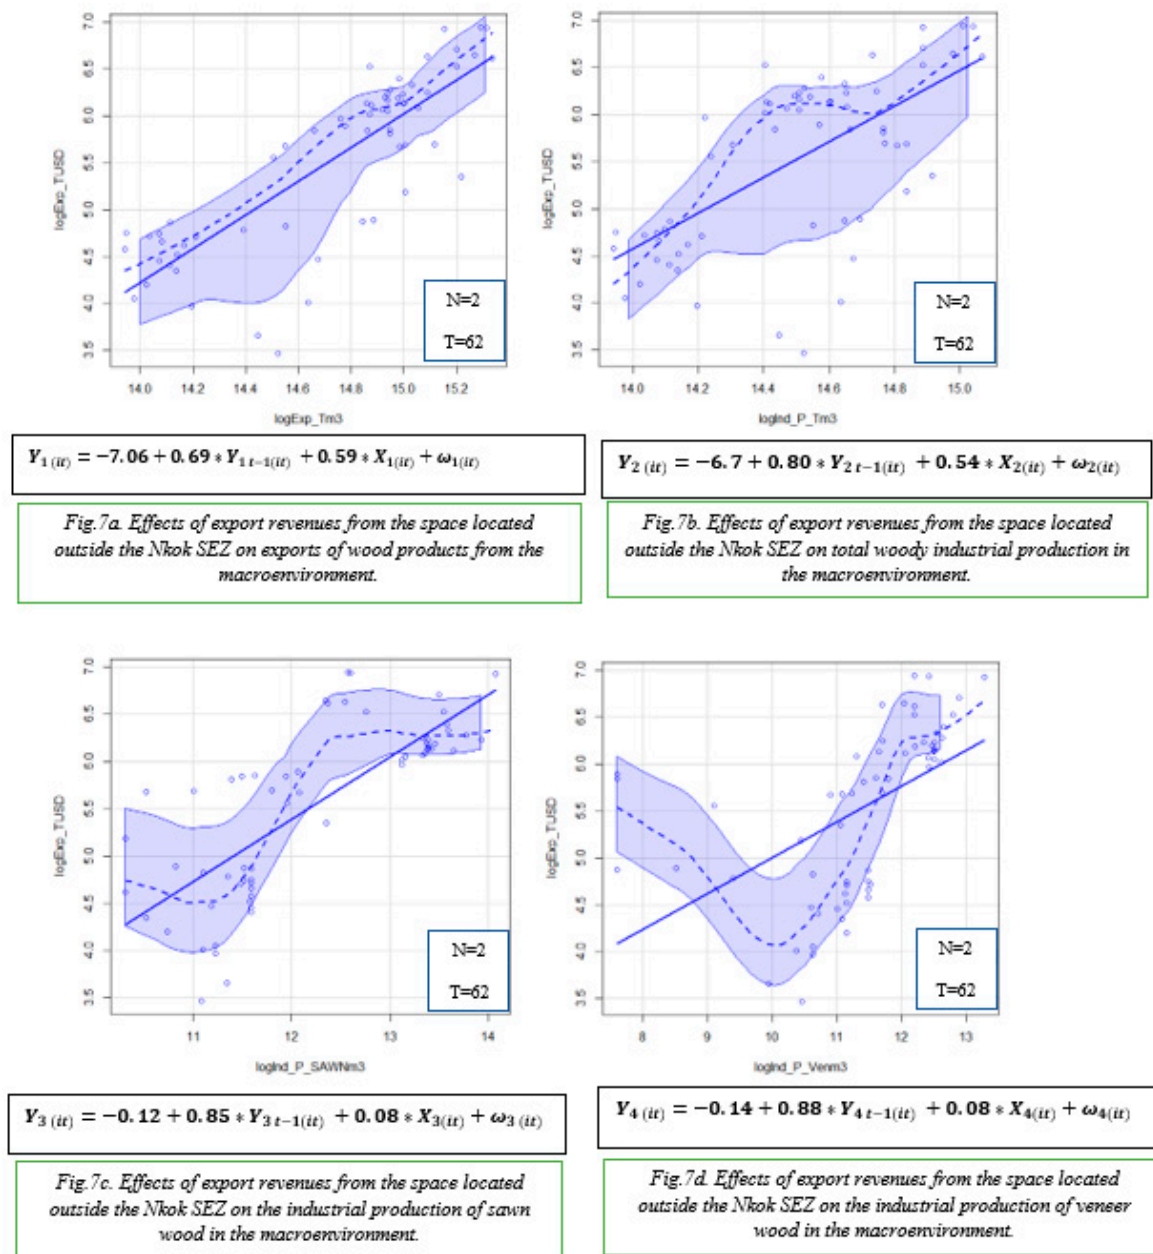 7.0
6.5
6.0
5.5
5.0
4.5
4.0
3.5
logExp_TUSD
N=2
T=62
14.0 14.2 14.4 14.6 14.8 15.0 15.2
logExp_Tm3
7.0
6.5
6.0
5.5
5.0
4.5
4.0
3.5
logExp_TUSD
N=2
T=62
14.0 14.2 14.4 14.6 14.8 15.0
logInd_P_Tm3
Y₁ (it) = −7.06 + 0.69 * Y₁ t−1(it) + 0.59 * X₁(it) + ω₁(it)
Y₂ (it) = −6.7 + 0.80 * Y₂ t−1(it) + 0.54 * X₂(it) + ω₂(it)
Fig.7a. Effects of export revenues from the space located
outside the Nkok SEZ on exports of wood products from the
macroenvironment.
Fig.7b. Effects of export revenues from the space located
outside the Nkok SEZ on total woody industrial production in
the macroenvironment.
7.0
6.5
6.0
5.5
5.0
4.5
4.0
3.5
logExp_TUSD
N=2
T=62
11 12 13 14
logInd_P_SAWNm3
7.0
6.5
6.0
5.5
5.0
4.5
4.0
3.5
logExp_TUSD
N=2
T=62
8 9 10 11 12 13
logInd_P_Venm3
Y₃ (it) = −0.12 + 0.85 * Y₃ t−1(it) + 0.08 * X₃(it) + ω₃ (it)
Y₄ (it) = −0.14 + 0.88 * Y₄ t−1(it) + 0.08 * X₄(it) + ω₄(it)
Fig.7c. Effects of export revenues from the space located
outside the Nkok SEZ on the industrial production of sawn
wood in the macroenvironment.
Fig.7d. Effects of export revenues from the space located
outside the Nkok SEZ on the industrial production of veneer
wood in the macroenvironment.